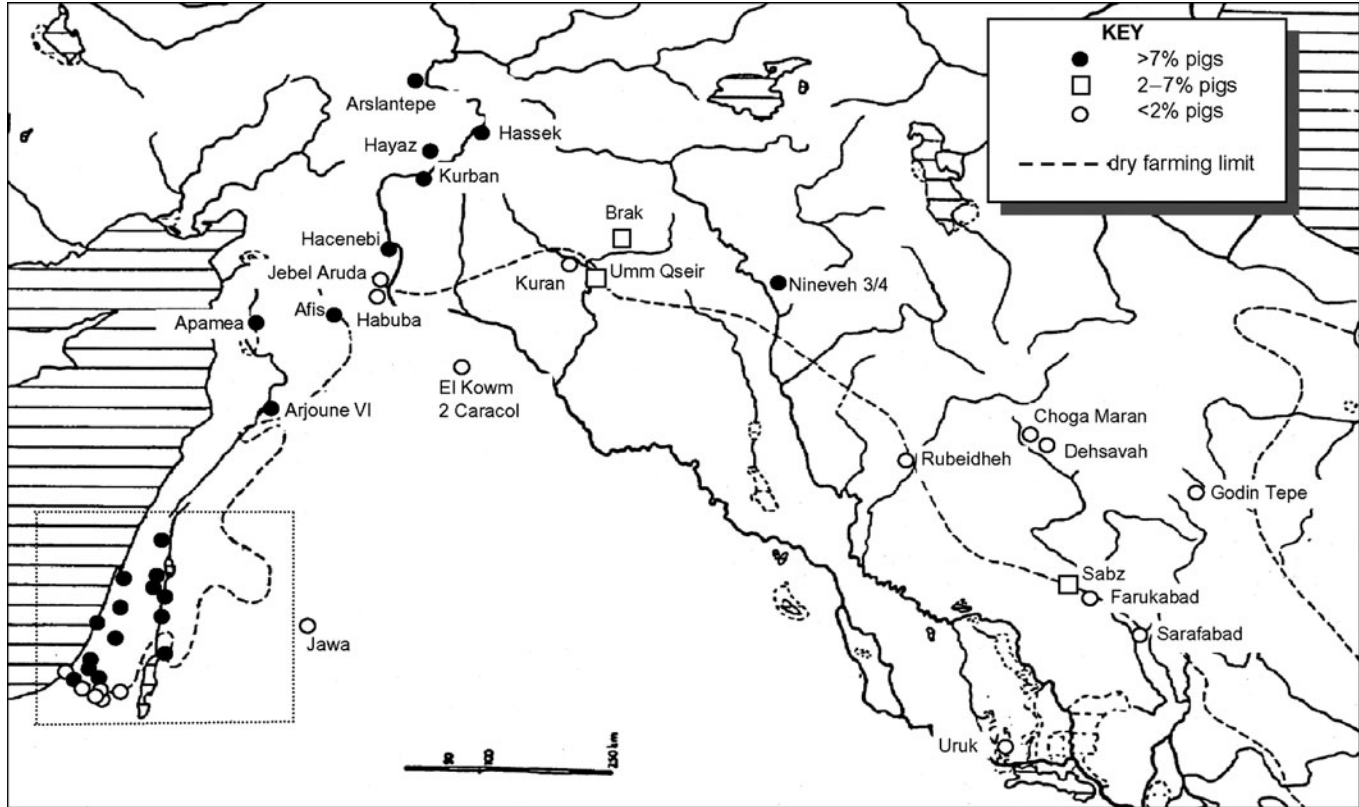 KEY
>7% pigs
2–7% pigs
<2% pigs
dry farming limit
Arslantepe
Hassek
Hayaz
Kurban
Brak
Hacenebi
Jebel Aruda
Kuran
Umm Qseir
Nineveh 3/4
Afis
Habuba
Apamea
El Kowm
2 Caracol
Arjoune VI
Choga Maran
Dehsavah
Rubeidheh
Godin Tepe
Sabz
Farukabad
Sarafabad
Jawa
Uruk
100